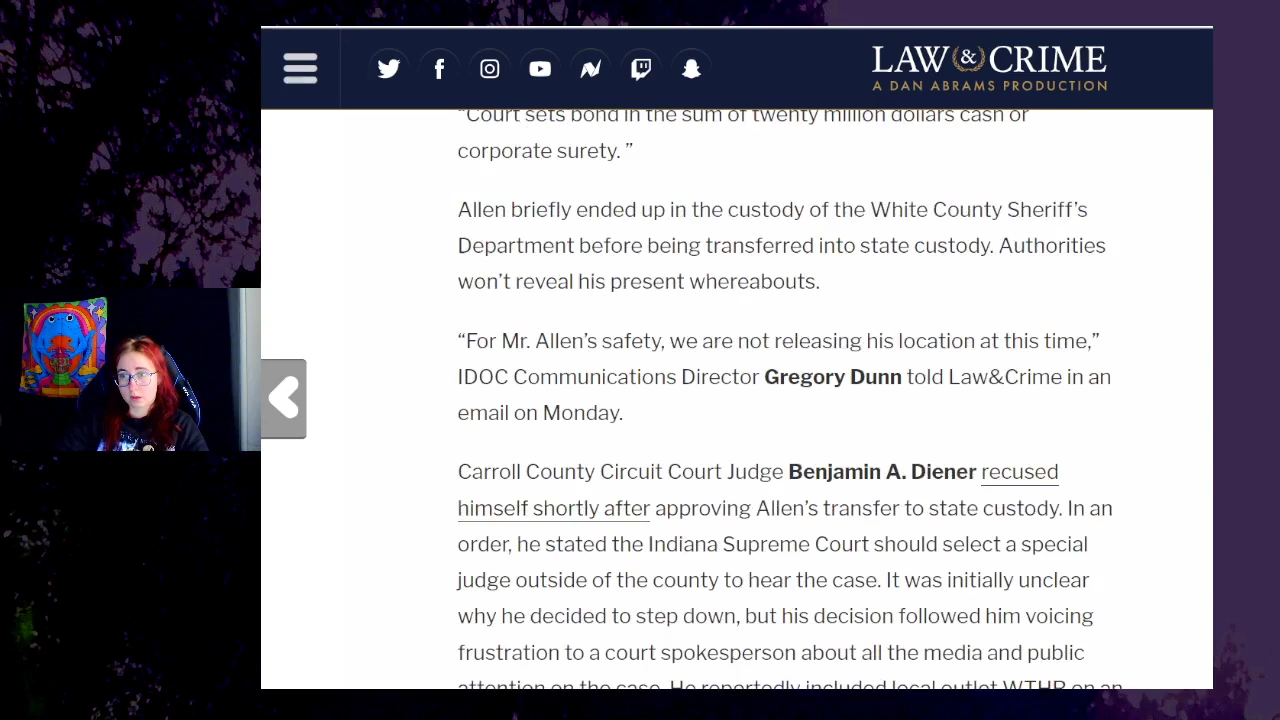 LAW & CRIME
A DAN ABRAMS PRODUCTION
“Court sets bond in the sum of twenty million dollars cash or
corporate surety. ”
Allen briefly ended up in the custody of the White County Sheriff’s
Department before being transferred into state custody. Authorities
won’t reveal his present whereabouts.
“For Mr. Allen’s safety, we are not releasing his location at this time,”
IDOC Communications Director Gregory Dunn told Law&Crime in an
email on Monday.
Carroll County Circuit Court Judge Benjamin A. Diener recused
himself shortly after approving Allen’s transfer to state custody. In an
order, he stated the Indiana Supreme Court should select a special
judge outside of the county to hear the case. It was initially unclear
why he decided to step down, but his decision followed him voicing
frustration to a court spokesperson about all the media and public
attention on the case. He reportedly included local outlet WTHR on an